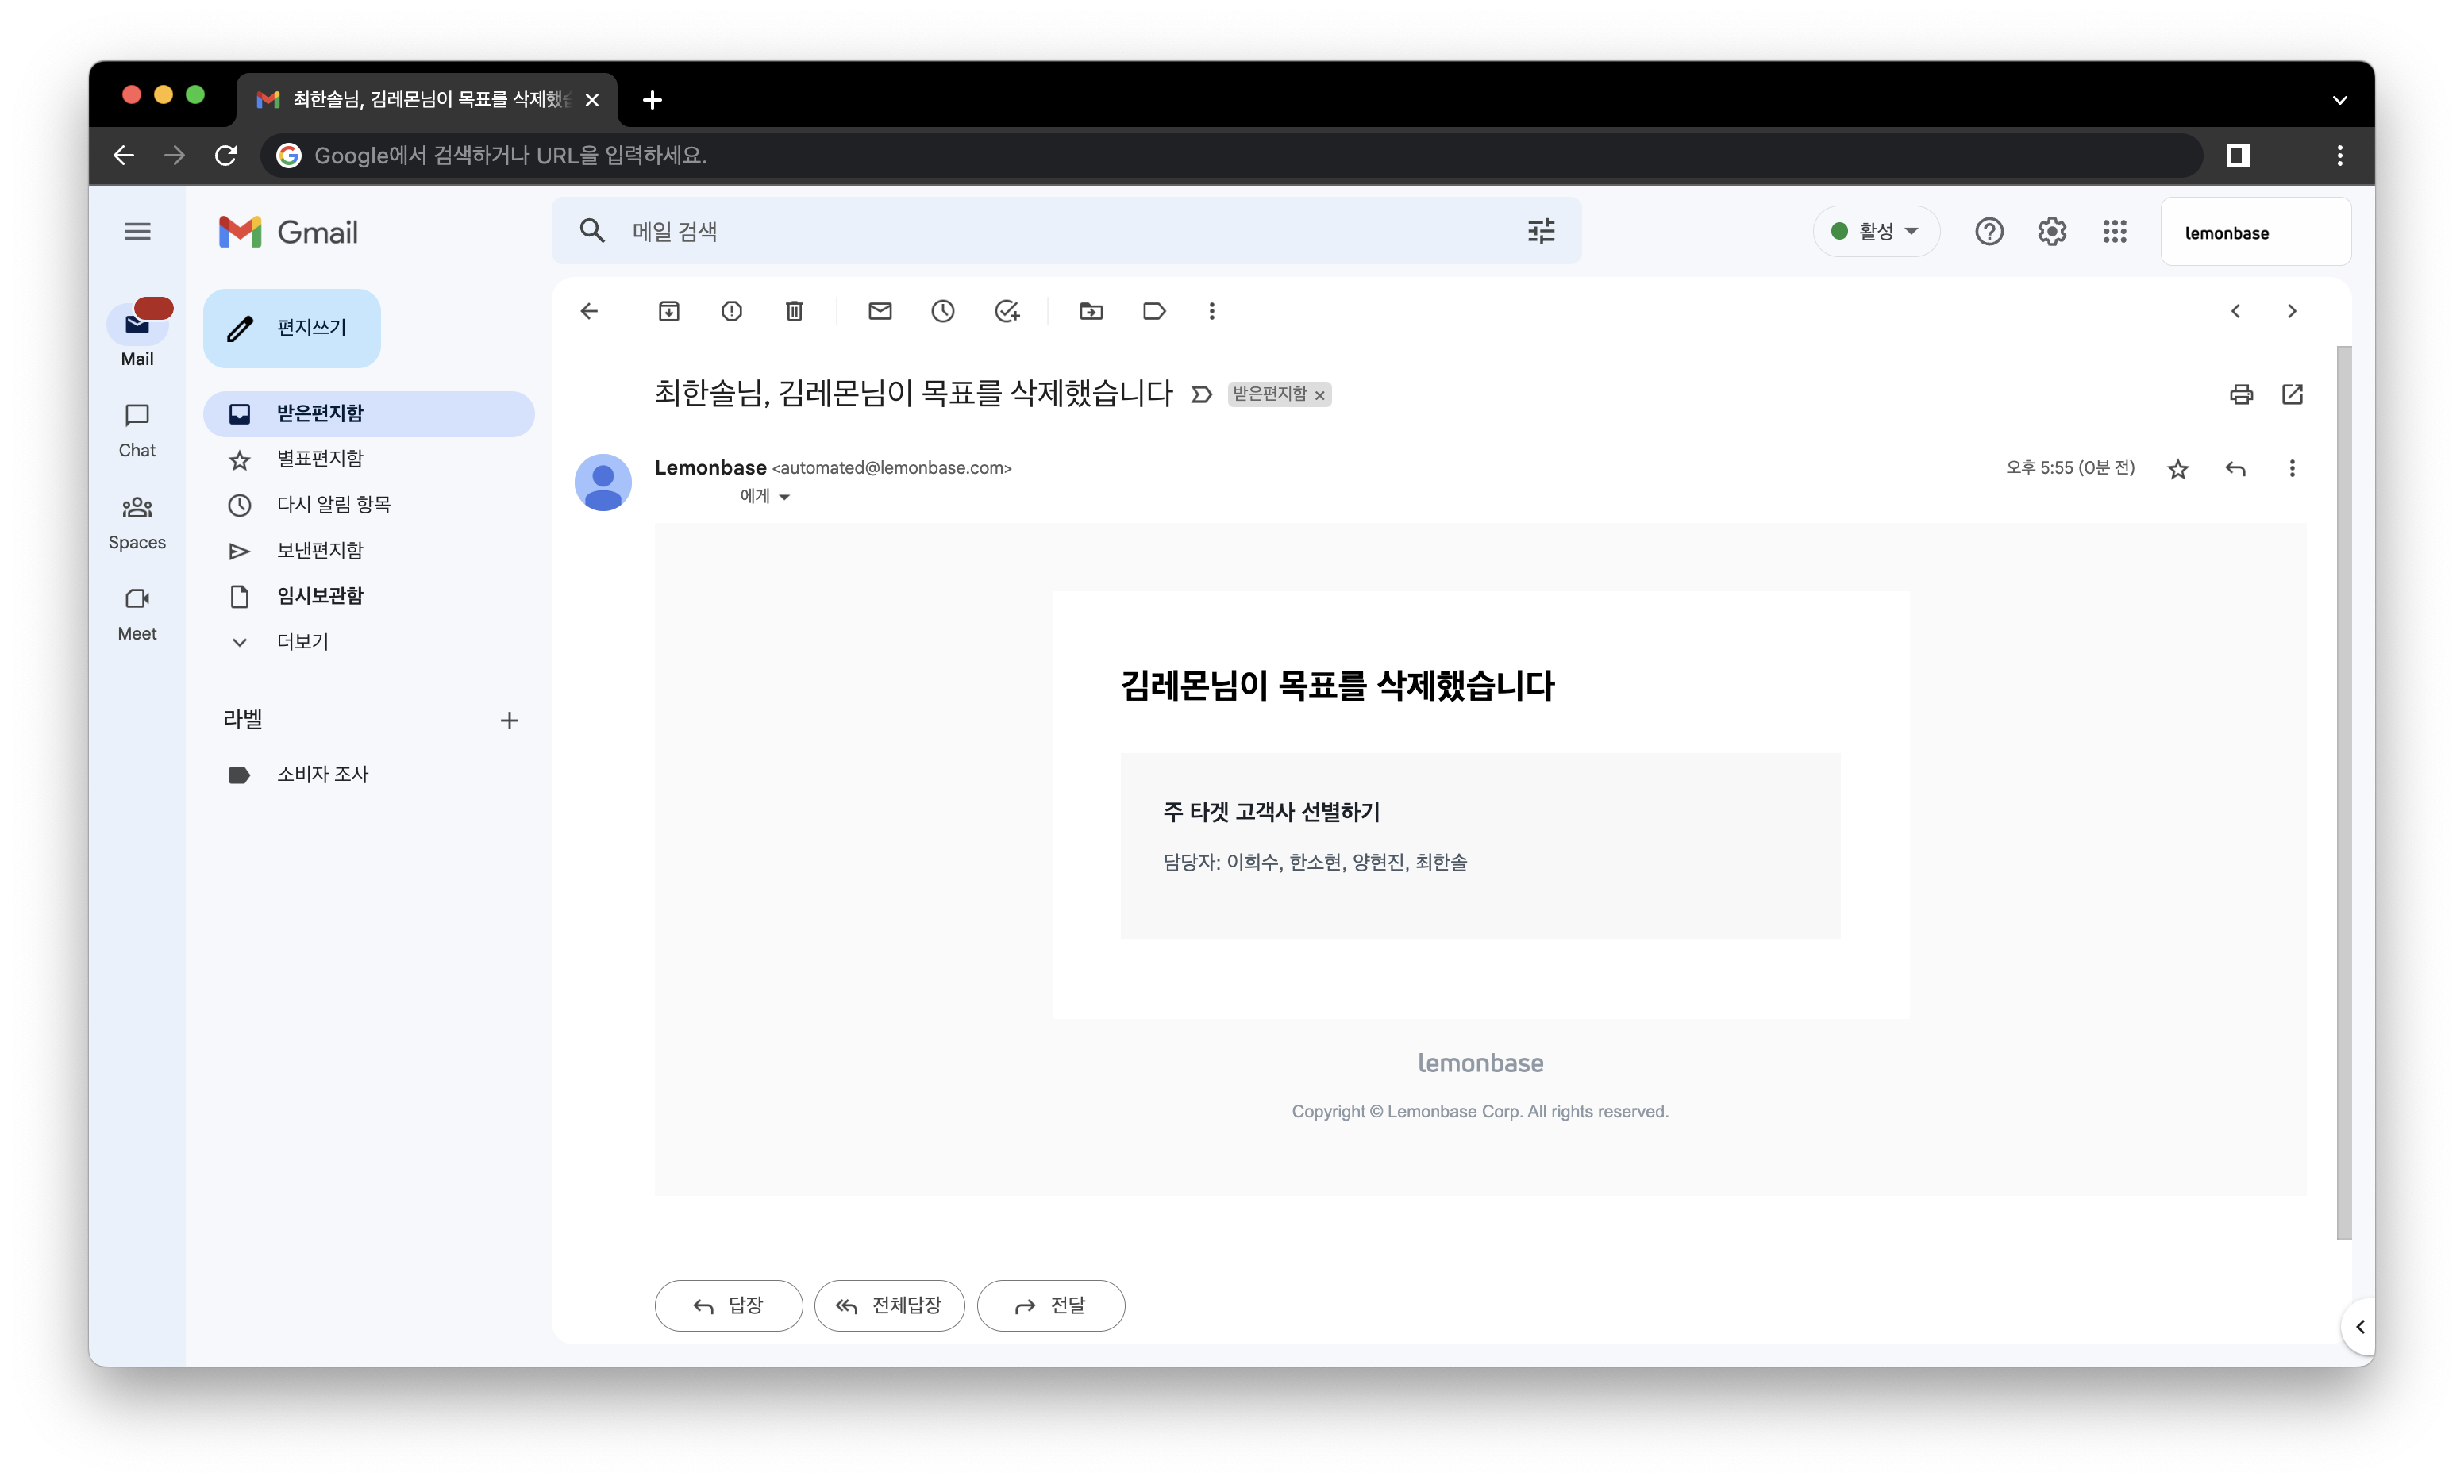 최한솔님, 김레몬님이 목표를 삭제했
Google에서 검색하거나 URL을 입력하세요.
Gmail
메일 검색
활성
lemonbase
Mail
Chat
Spaces
Meet
편지쓰기
받은편지함
별표편지함
다시 알림 항목
보낸편지함
임시보관함
더보기
라벨
소비자 조사
최한솔님, 김레몬님이 목표를 삭제했습니다
받은편지함 ×
Lemonbase <automated@lemonbase.com>
오후 5:55 (0분 전)
에게
김레몬님이 목표를 삭제했습니다
주 타겟 고객사 선별하기
담당자: 이희수, 한소현, 양현진, 최한솔
lemonbase
Copyright © Lemonbase Corp. All rights reserved.
답장
전체답장
전달